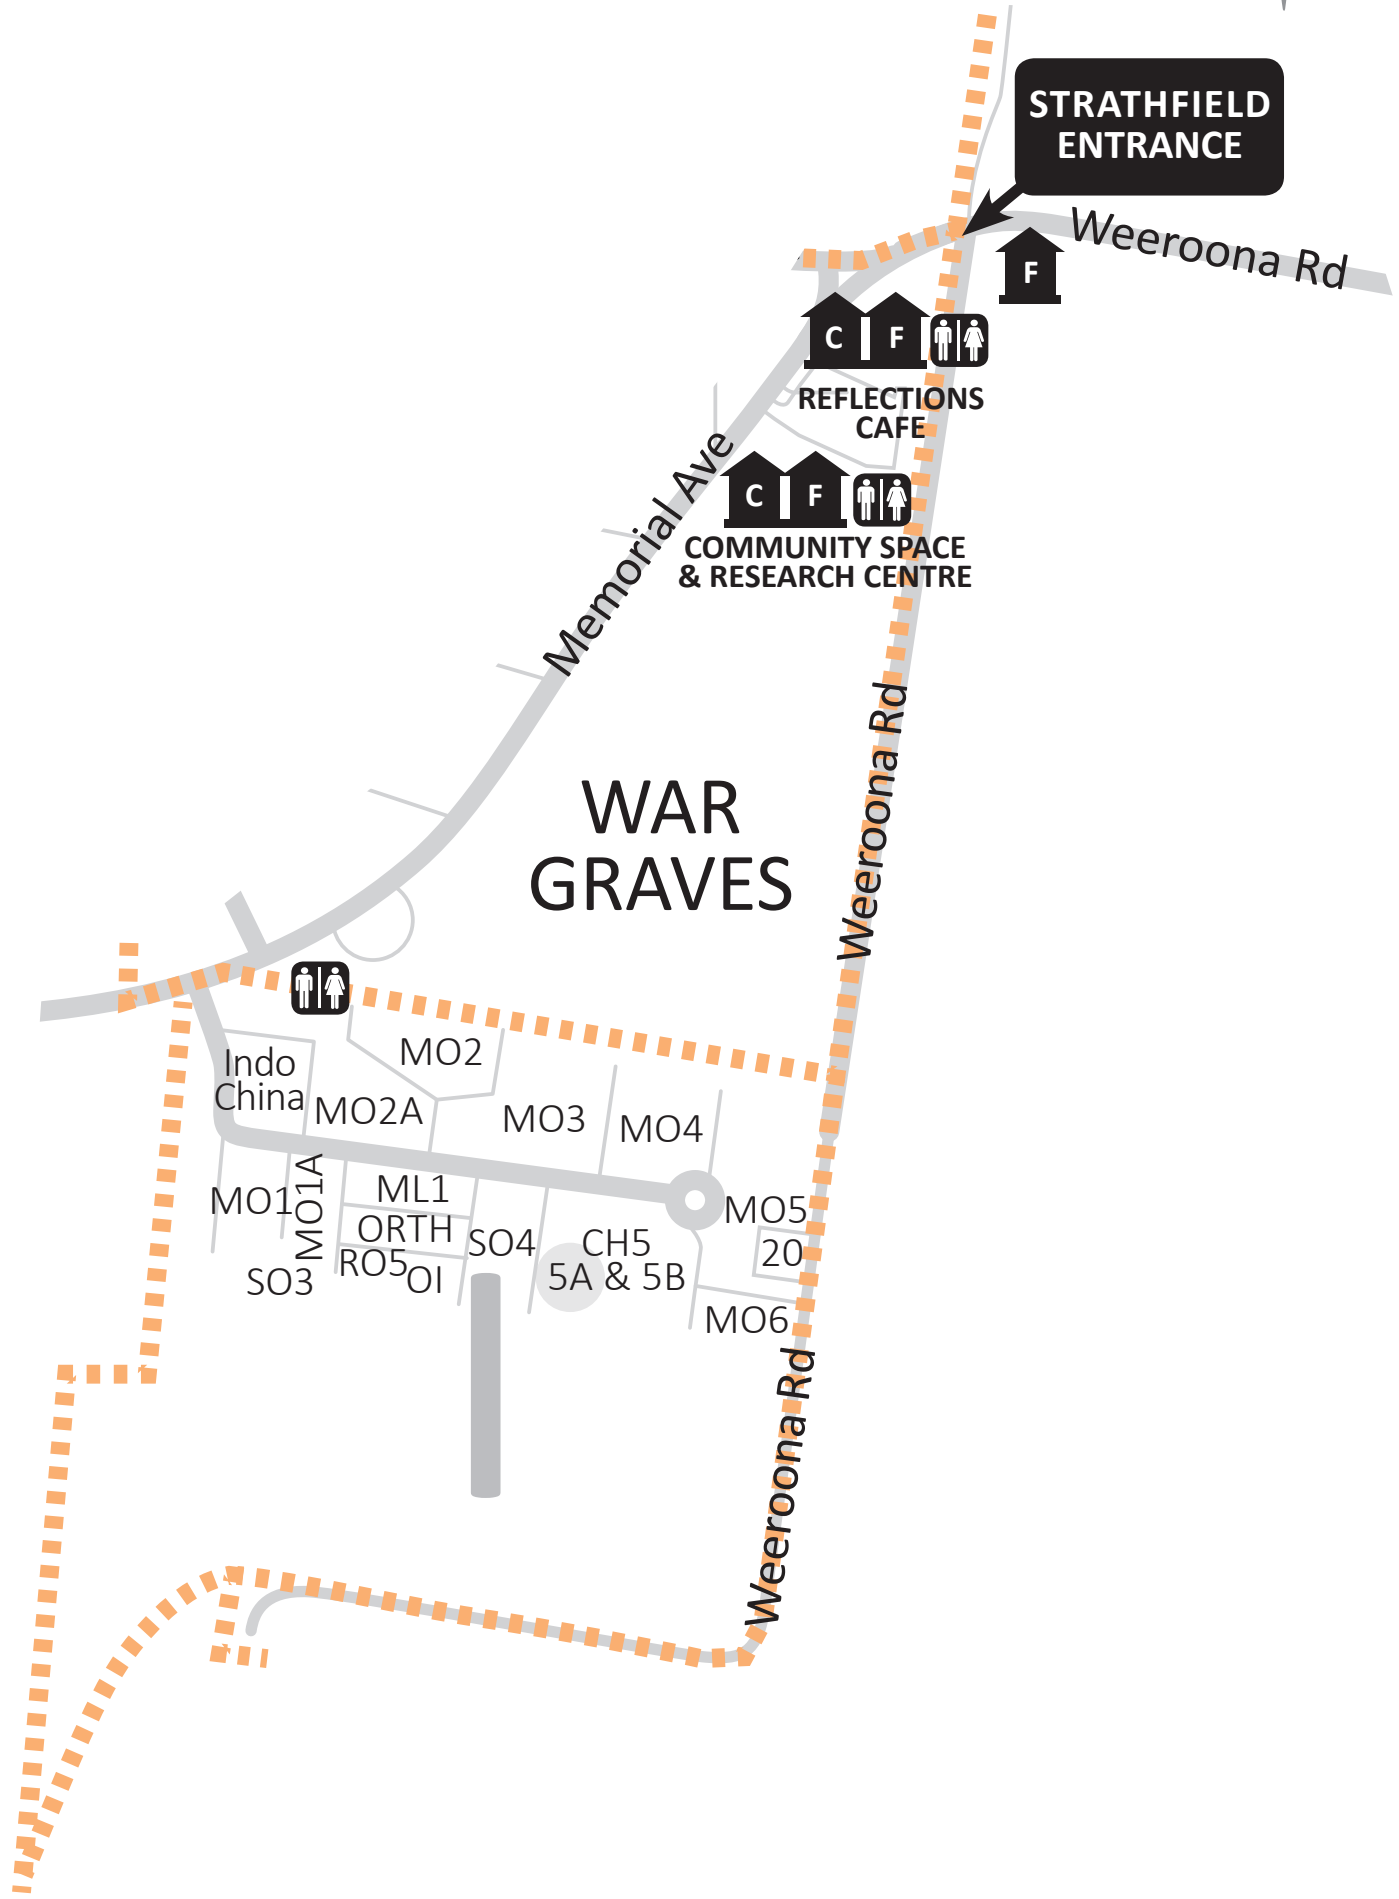 STRATHFIELD
ENTRANCE
Weeroona Rd
F
C
F
REFLECTIONS
CAFE
Memorial Ave
C
F
COMMUNITY SPACE
& RESEARCH CENTRE
Weeroona Rd
WAR
GRAVES
Indo
China
MO2
MO2A
MO3
MO4
MO1
MO1A
ML1
ORTH
RO5
OI
SO3
SO4
CH5
5A & 5B
MO5
20
MO6
Weeroona Rd